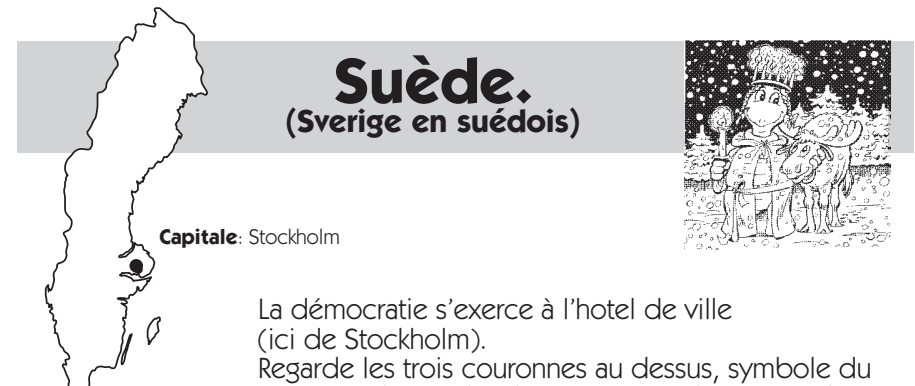 Suède.
(Sverige en suédois)
Capitale: Stockholm
La démocratie s’exerce à l’hotel de ville
(ici de Stockholm).
Regarde les trois couronnes au dessus, symbole du